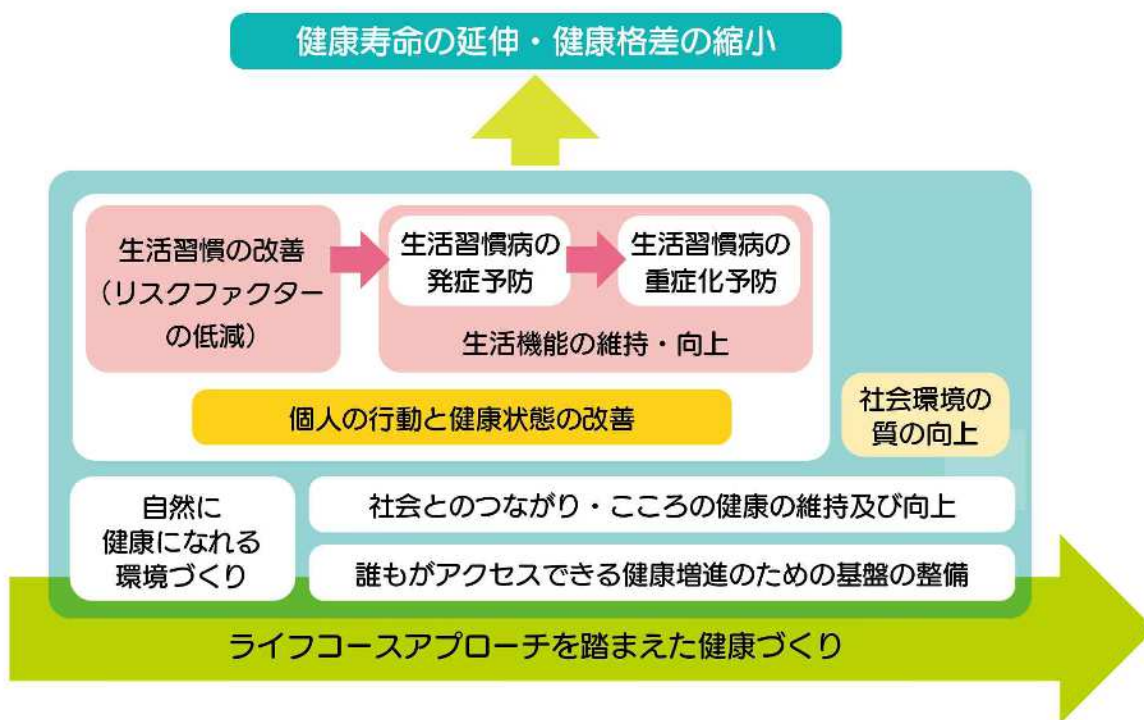 健康寿命の延伸・健康格差の縮小
生活習慣の改善
（リスクファクター
の低減）
生活習慣病の
発症予防
生活習慣病の
重症化予防
生活機能の維持・向上
個人の行動と健康状態の改善
社会環境の
質の向上
自然に
健康になれる
環境づくり
社会とのつながり・こころの健康の維持及び向上
誰もがアクセスできる健康増進のための基盤の整備
ライフコースアプローチを踏まえた健康づくり